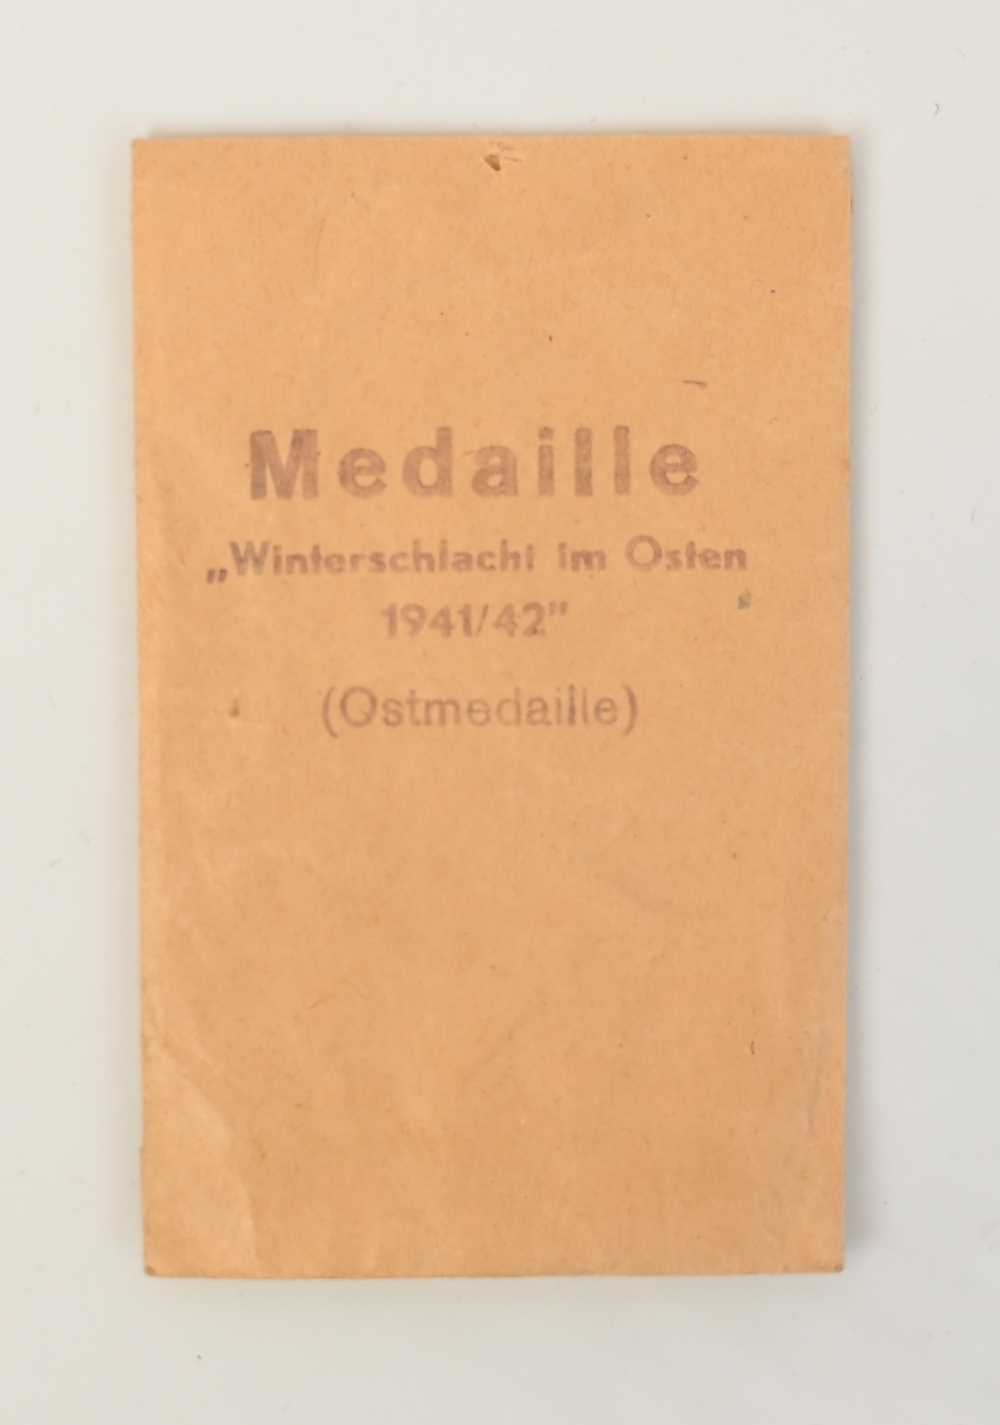 Medaille
„Winterschlacht im Osten
1941/42"
(Ostmedaille)